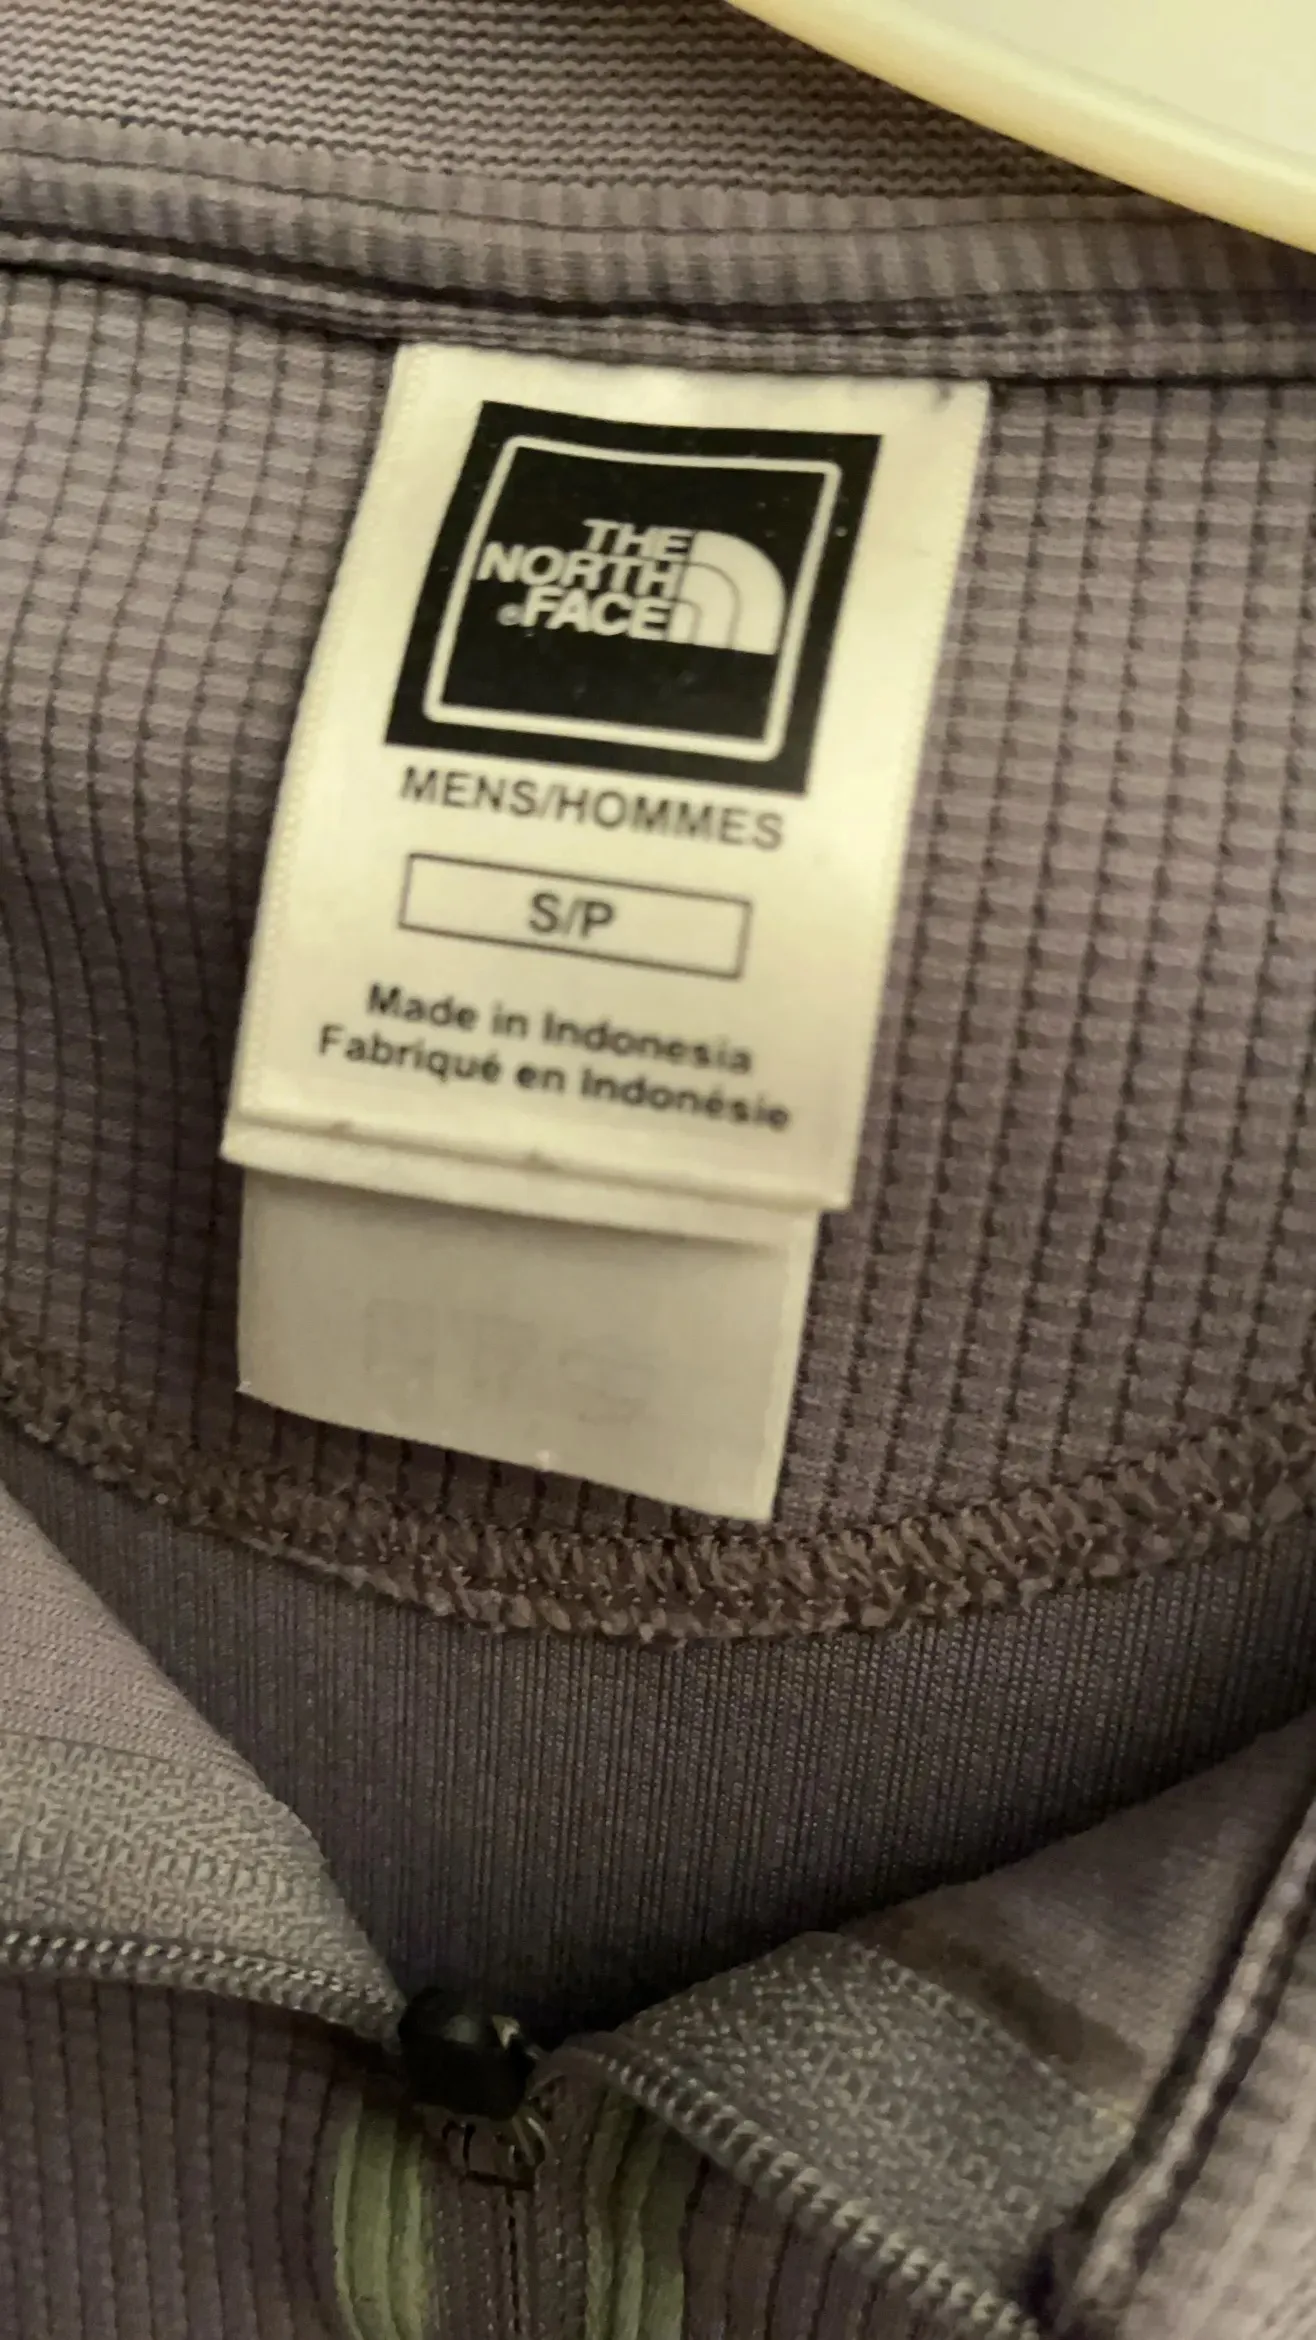 THE
NORTH
®FACE
MENS/HOMMES
S/P
Made in Indonesia
Fabriqué en Indonésie